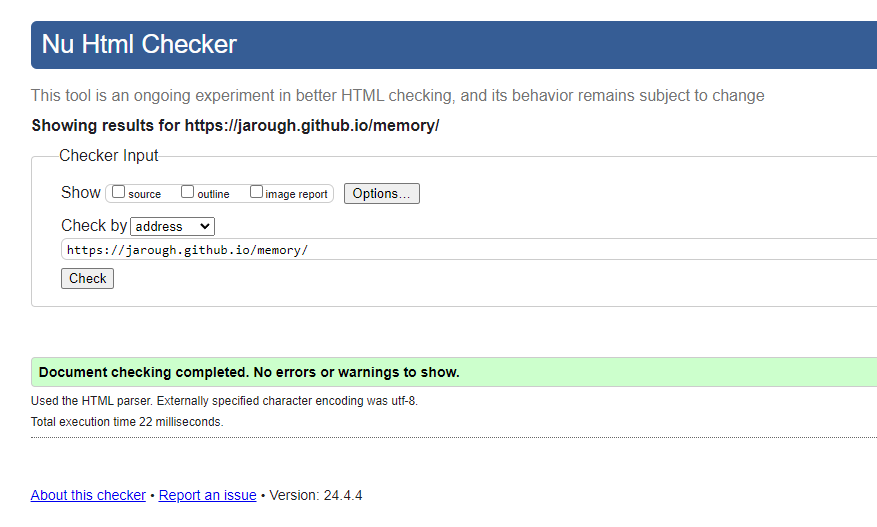 Nu Html Checker
This tool is an ongoing experiment in better HTML checking, and its behavior remains subject to change
Showing results for https://jarough.github.io/memory/
Checker Input
Show source outline image report Options...
Check by address
https://jarough.github.io/memory/
Check
Document checking completed. No errors or warnings to show.
Used the HTML parser. Externally specified character encoding was utf-8.
Total execution time 22 milliseconds.
About this checker • Report an issue • Version: 24.4.4